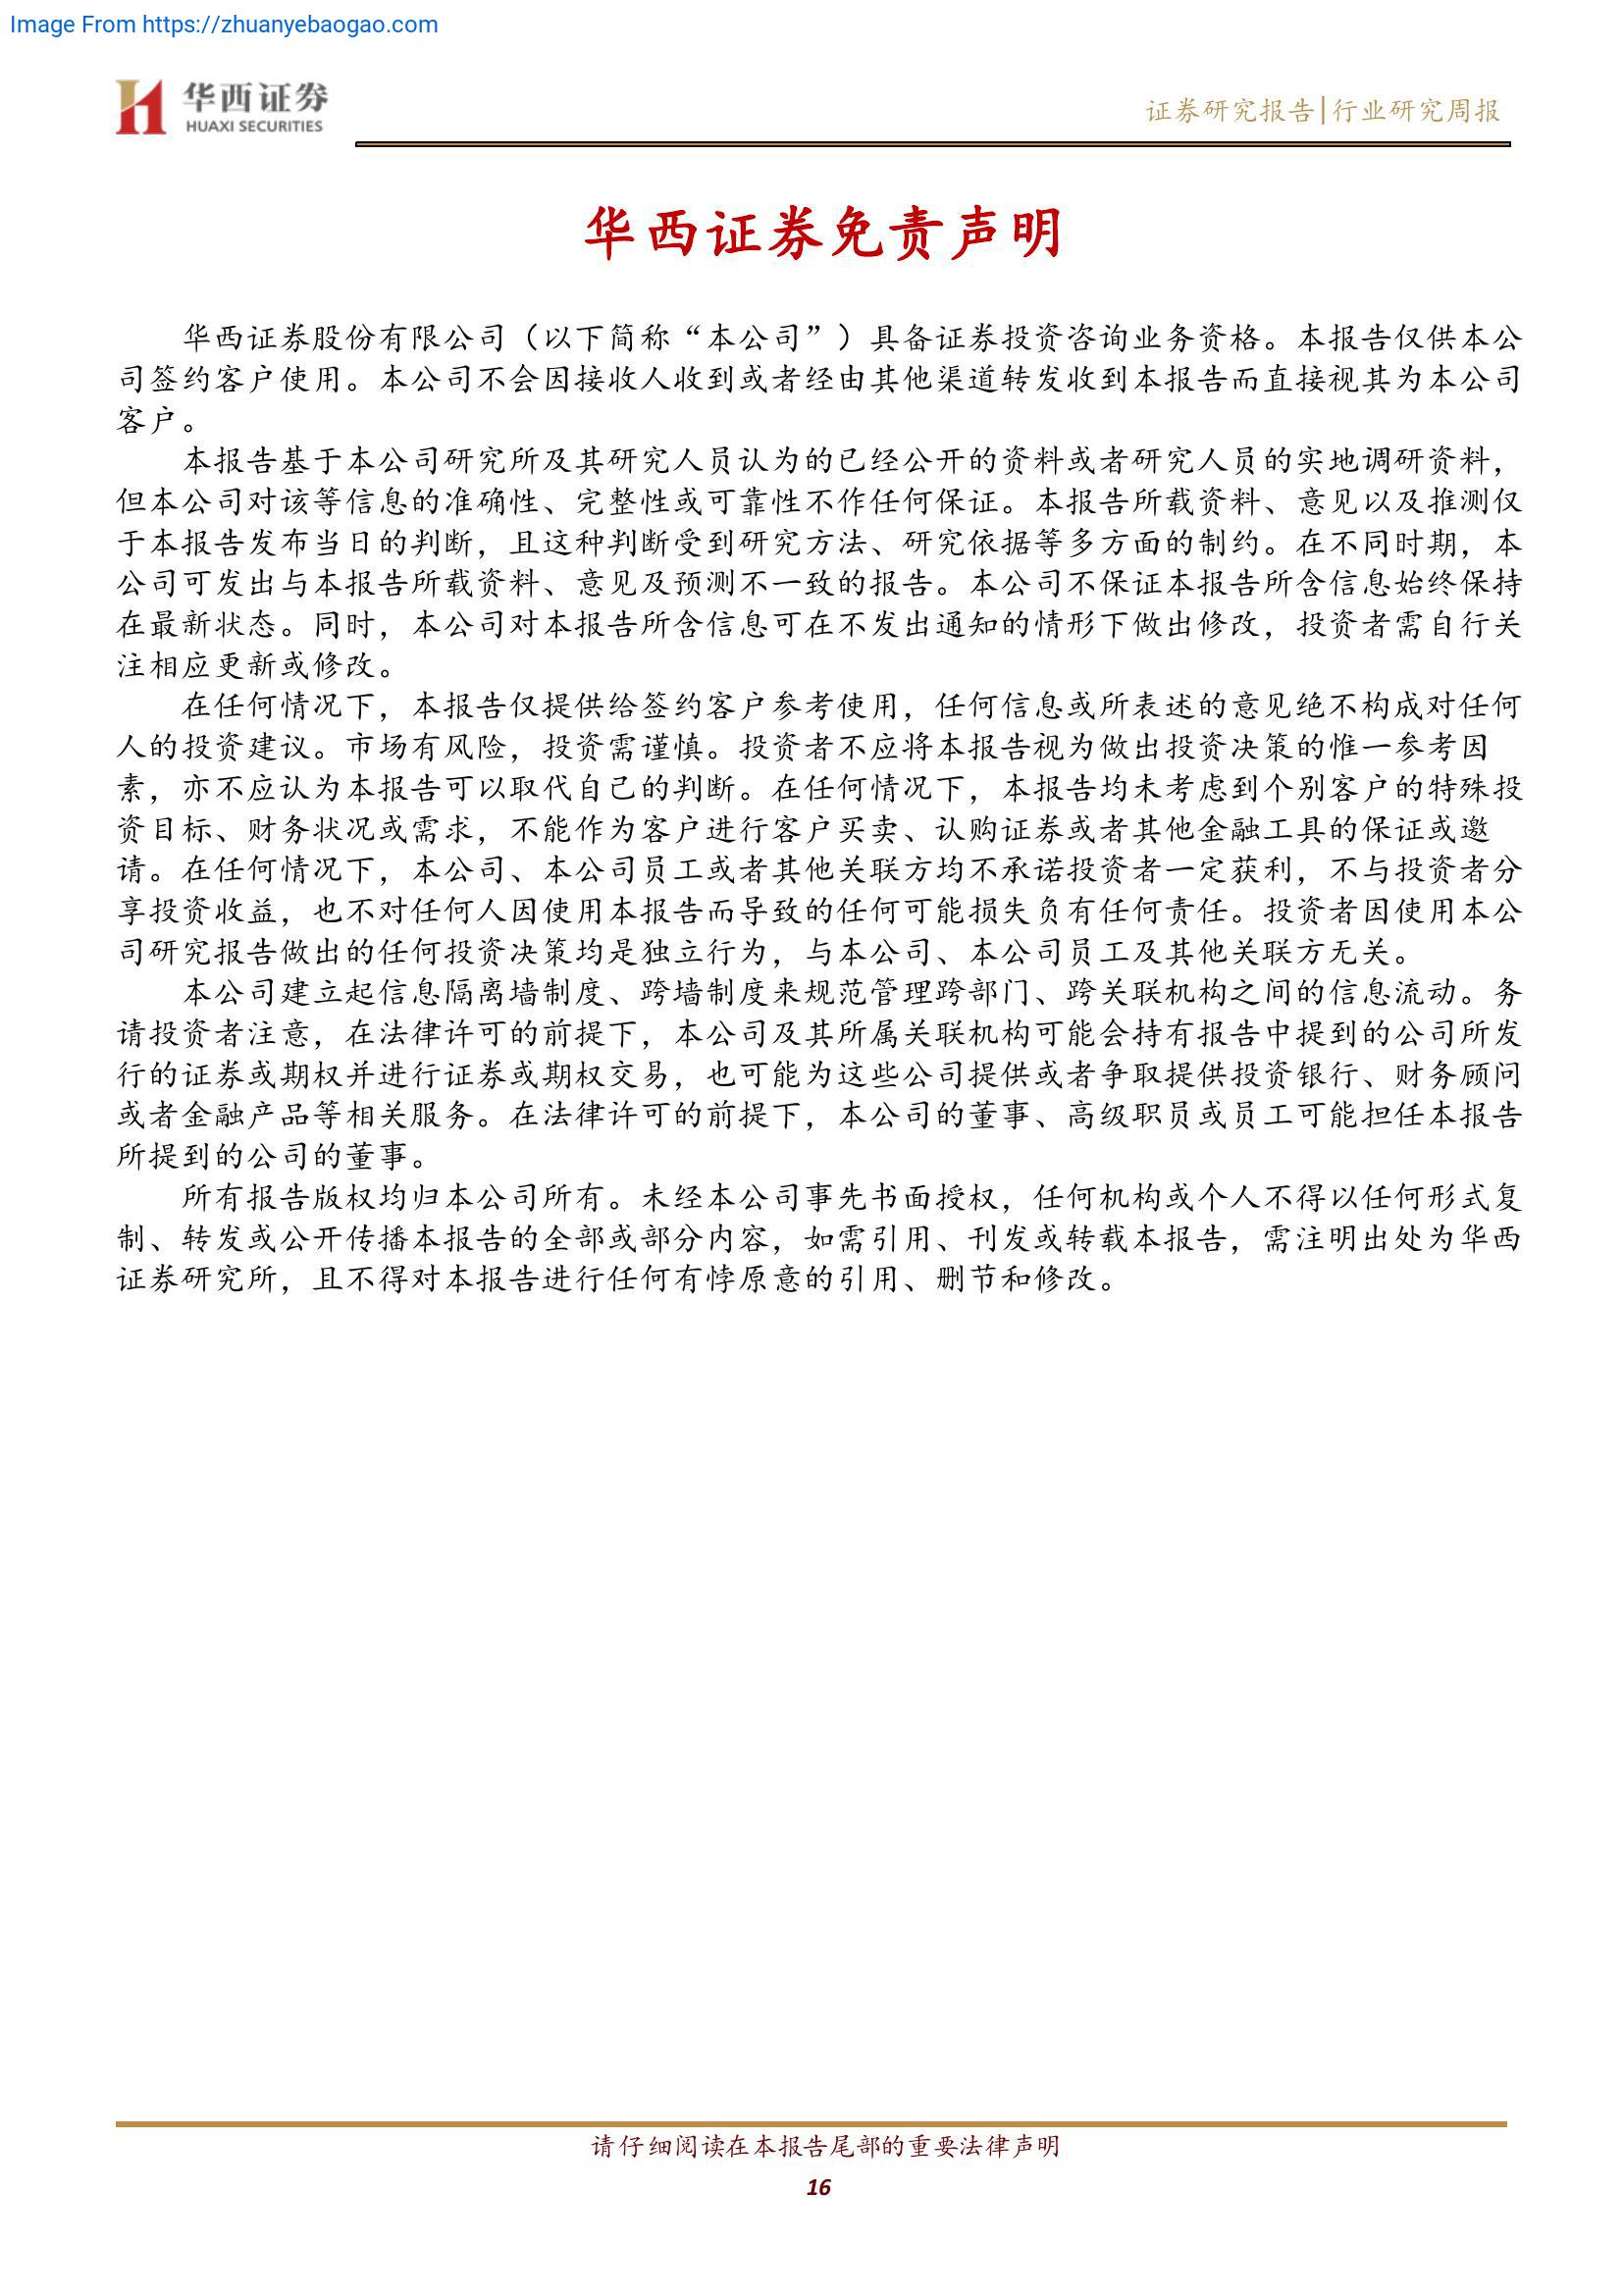 Image From https://zhuanyebaogao.com
华西证券
HUAXI SECURITIES
证券研究报告|行业研究周报
华西证券免责声明
华西证券股份有限公司（以下简称“本公司”）具备证券投资咨询业务资格。本报告仅供本公
司签约客户使用。本公司不会因接收人收到或者经由其他渠道转发收到本报告而直接视其为本公司
客户。
本报告基于本公司研究所及其研究人员认为的已经公开的资料或者研究人员的实地调研资料，
但本公司对该等信息的准确性、完整性或可靠性不作任何保证。本报告所载资料、意见以及推测仅
于本报告发布当日的判断，且这种判断受到研究方法、研究依据等多方面的制约。在不同时期，本
公司可发出与本报告所载资料、意见及预测不一致的报告。本公司不保证本报告所含信息始终保持
在最新状态。同时，本公司对本报告所含信息可在不发出通知的情形下做出修改，投资者需自行关
注相应更新或修改。
在任何情况下，本报告仅提供给签约客户参考使用，任何信息或所表述的意见绝不构成对任何
人的投资建议。市场有风险，投资需谨慎。投资者不应将本报告视为做出投资决策的惟一参考因
素，亦不应认为本报告可以取代自己的判断。在任何情况下，本报告均未考虑到个别客户的特殊投
资目标、财务状况或需求，不能作为客户进行客户买卖、认购证券或者其他金融工具的保证或邀
请。在任何情况下，本公司、本公司员工或者其他关联方均不承诺投资者一定获利，不与投资者分
享投资收益，也不对任何人因使用本报告而导致的任何可能损失负有任何责任。投资者因使用本公
司研究报告做出的任何投资决策均是独立行为，与本公司、本公司员工及其他关联方无关。
本公司建立起信息隔离墙制度、跨墙制度来规范管理跨部门、跨关联机构之间的信息流动。务
请投资者注意，在法律许可的前提下，本公司及其所属关联机构可能会持有报告中提到的公司所发
行的证券或期权并进行证券或期权交易，也可能为这些公司提供或者争取提供投资银行、财务顾问
或者金融产品等相关服务。在法律许可的前提下，本公司的董事、高级职员或员工可能担任本报告
所提到的公司的董事。
所有报告版权均归本公司所有。未经本公司事先书面授权，任何机构或个人不得以任何形式复
制、转发或公开传播本报告的全部或部分内容，如需引用、刊发或转载本报告，需注明出处为华西
证券研究所，且不得对本报告进行任何有悖原意的引用、删节和修改。
请仔细阅读在本报告尾部的重要法律声明
16